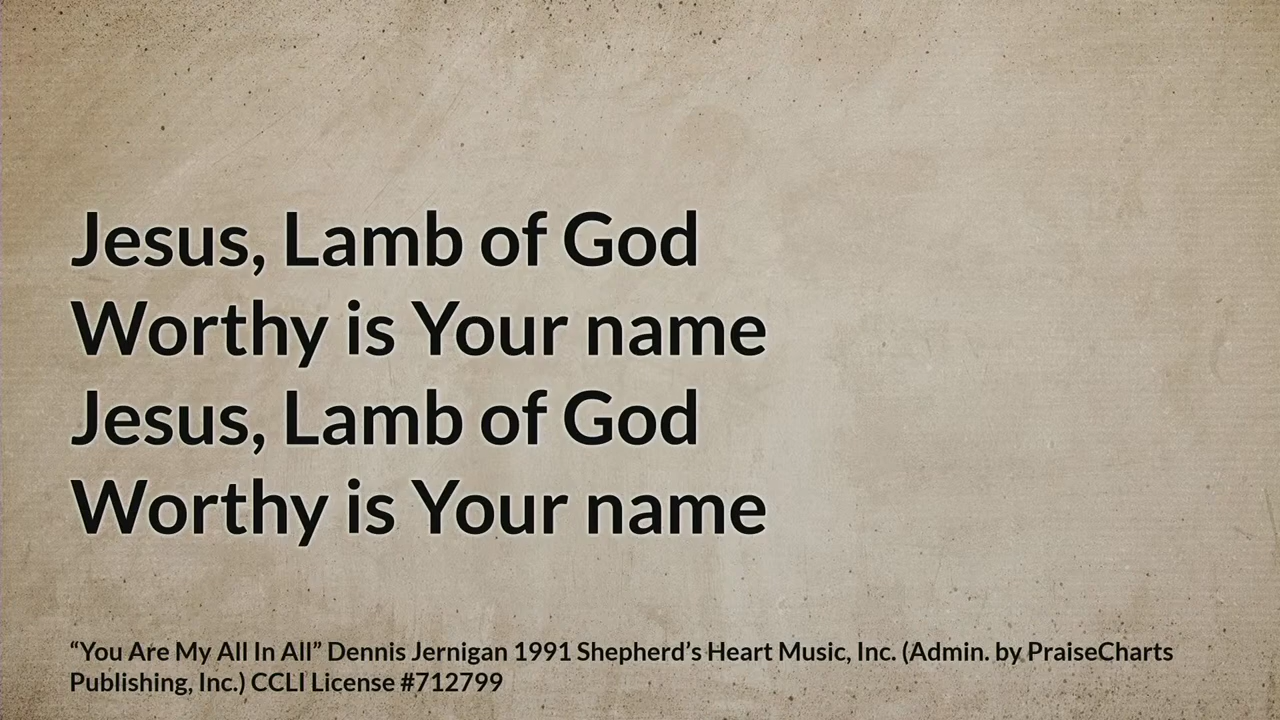 Jesus, Lamb of God
Worthy is Your name
Jesus, Lamb of God
Worthy is Your name
“You Are My All In All” Dennis Jernigan 1991 Shepherd’s Heart Music, Inc. (Admin. by PraiseCharts
Publishing, Inc.) CCLI License #712799